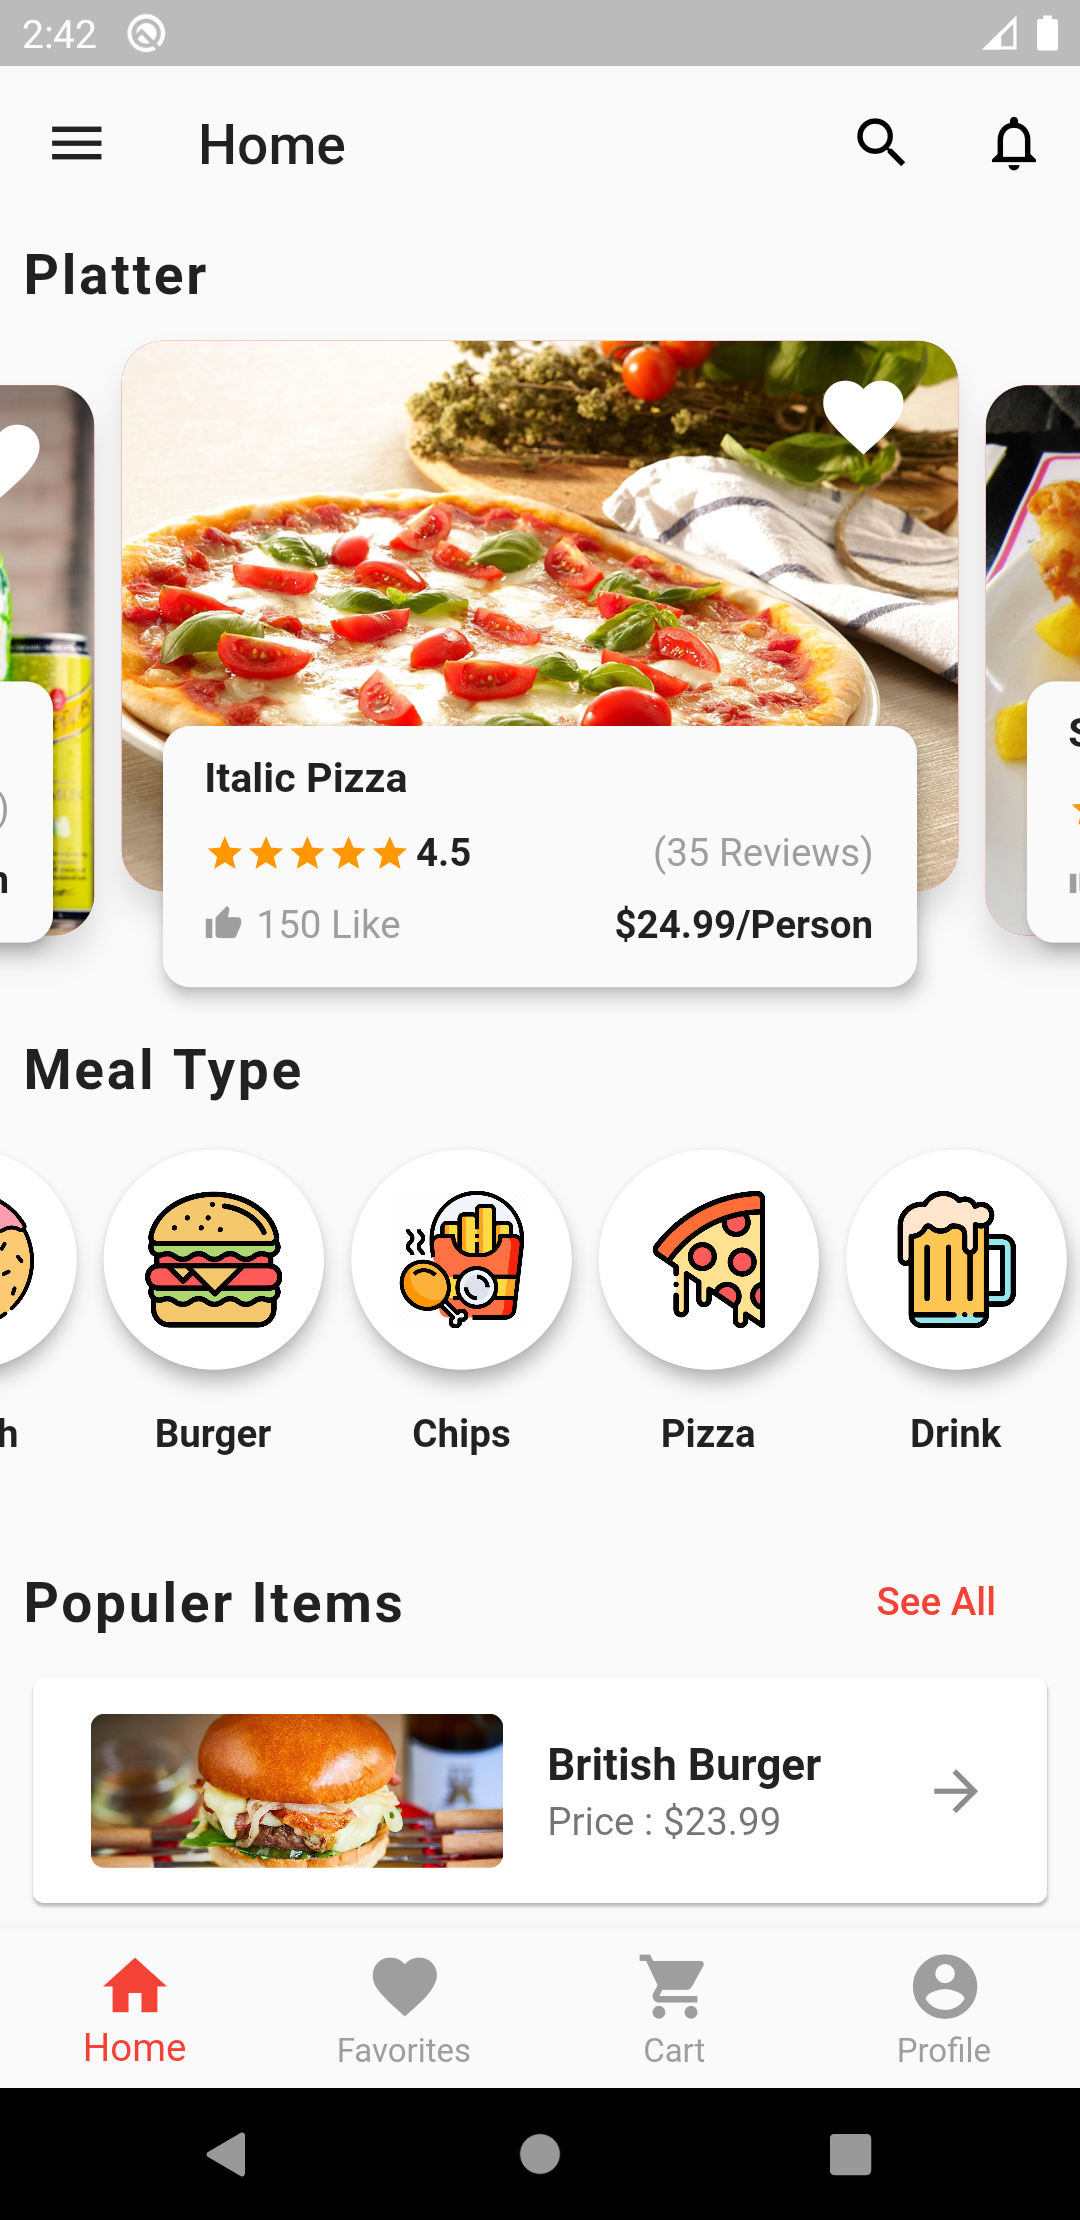 2:42
Home
Platter
Italic Pizza
4.5 (35 Reviews)
150 Like $24.99/Person
)
n
S
Meal Type
h Burger Chips Pizza Drink
Populer Items See All
British Burger
Price : $23.99
Home Favorites Cart Profile